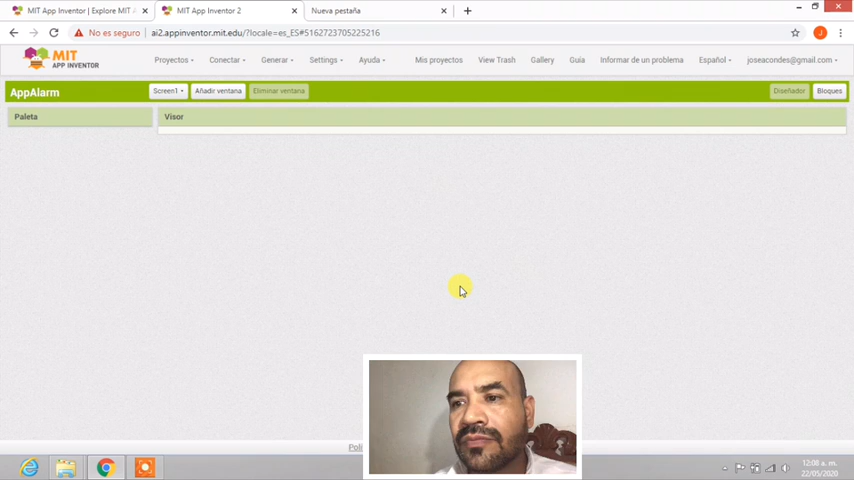 MIT App Inventor | Explore MIT A
MIT App Inventor 2
Nueva pestaña
No es seguro
ai2.appinventor.mit.edu/?locale=es_ES#5162723705225216
J
MIT
APP INVENTOR
Proyectos
Conectar
Generar
Settings
Ayuda
Mis proyectos
View Trash
Gallery
Guía
Informar de un problema
Español
joseacondes@gmail.com
AppAlarm
Screen1
Añadir ventana
Eliminar ventana
Diseñador
Bloques
Paleta
Visor
Polí
12:08 a. m.
22/05/2020